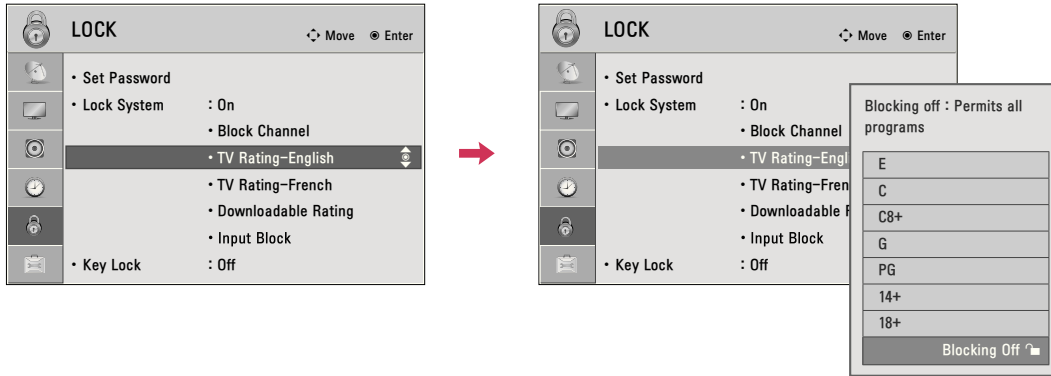 LOCK
Move Enter
• Set Password
• Lock System : On
• Block Channel
• TV Rating-English
• TV Rating-French
• Downloadable Rating
• Input Block
• Key Lock : Off
LOCK
Move Enter
• Set Password
• Lock System : On
• Block Channel
• TV Rating-Engl
• TV Rating-Fren
• Downloadable
• Input Block
• Key Lock : Off
Blocking off : Permits all
programs
E
C
C8+
G
PG
14+
18+
Blocking Off